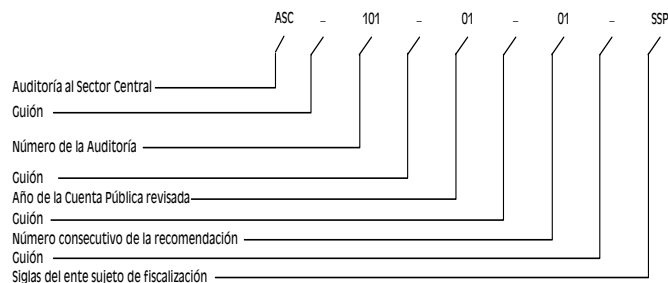 ASC – 101 – 01 – 01 – SSP
Auditoría al Sector Central
Guión
Número de la Auditoría
Guión
Año de la Cuenta Pública revisada
Guión
Número consecutivo de la recomendación
Guión
Siglas del ente sujeto de fiscalización